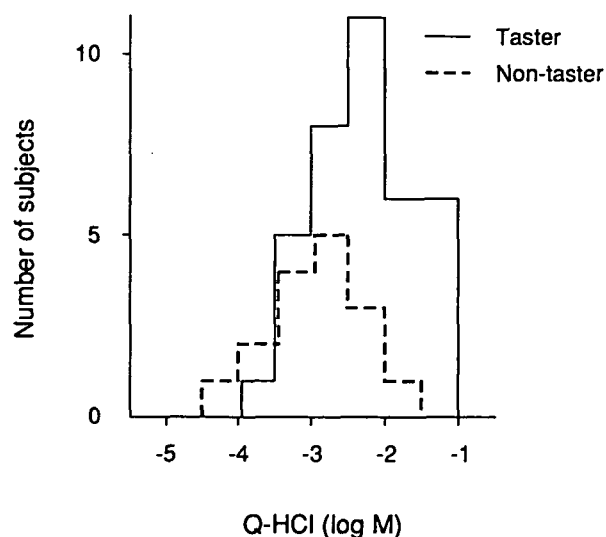 Taster
Non-taster
Number of subjects
10
5
0
-5 -4 -3 -2 -1
Q-HCl (log M)